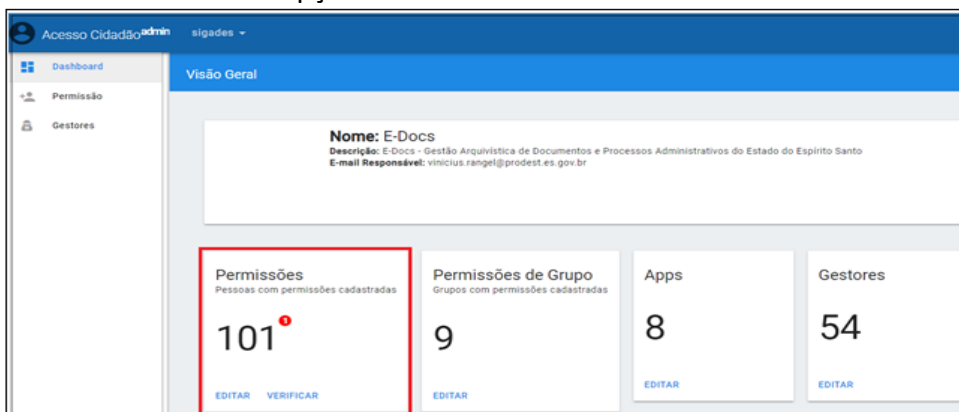 Acesso Cidadão admin sigades
Dashboard
Permissão
Gestores
Visão Geral
Nome: E-Docs
Descrição: E-Docs - Gestão Arquivística de Documentos e Processos Administrativos do Estado do Espírito Santo
E-mail Responsável: vinicius.rangel@prodest.es.gov.br
Permissões
Pessoas com permissões cadastradas
101
1
EDITAR VERIFICAR
Permissões de Grupo
Grupos com permissões cadastradas
9
EDITAR
Apps
8
EDITAR
Gestores
54
EDITAR